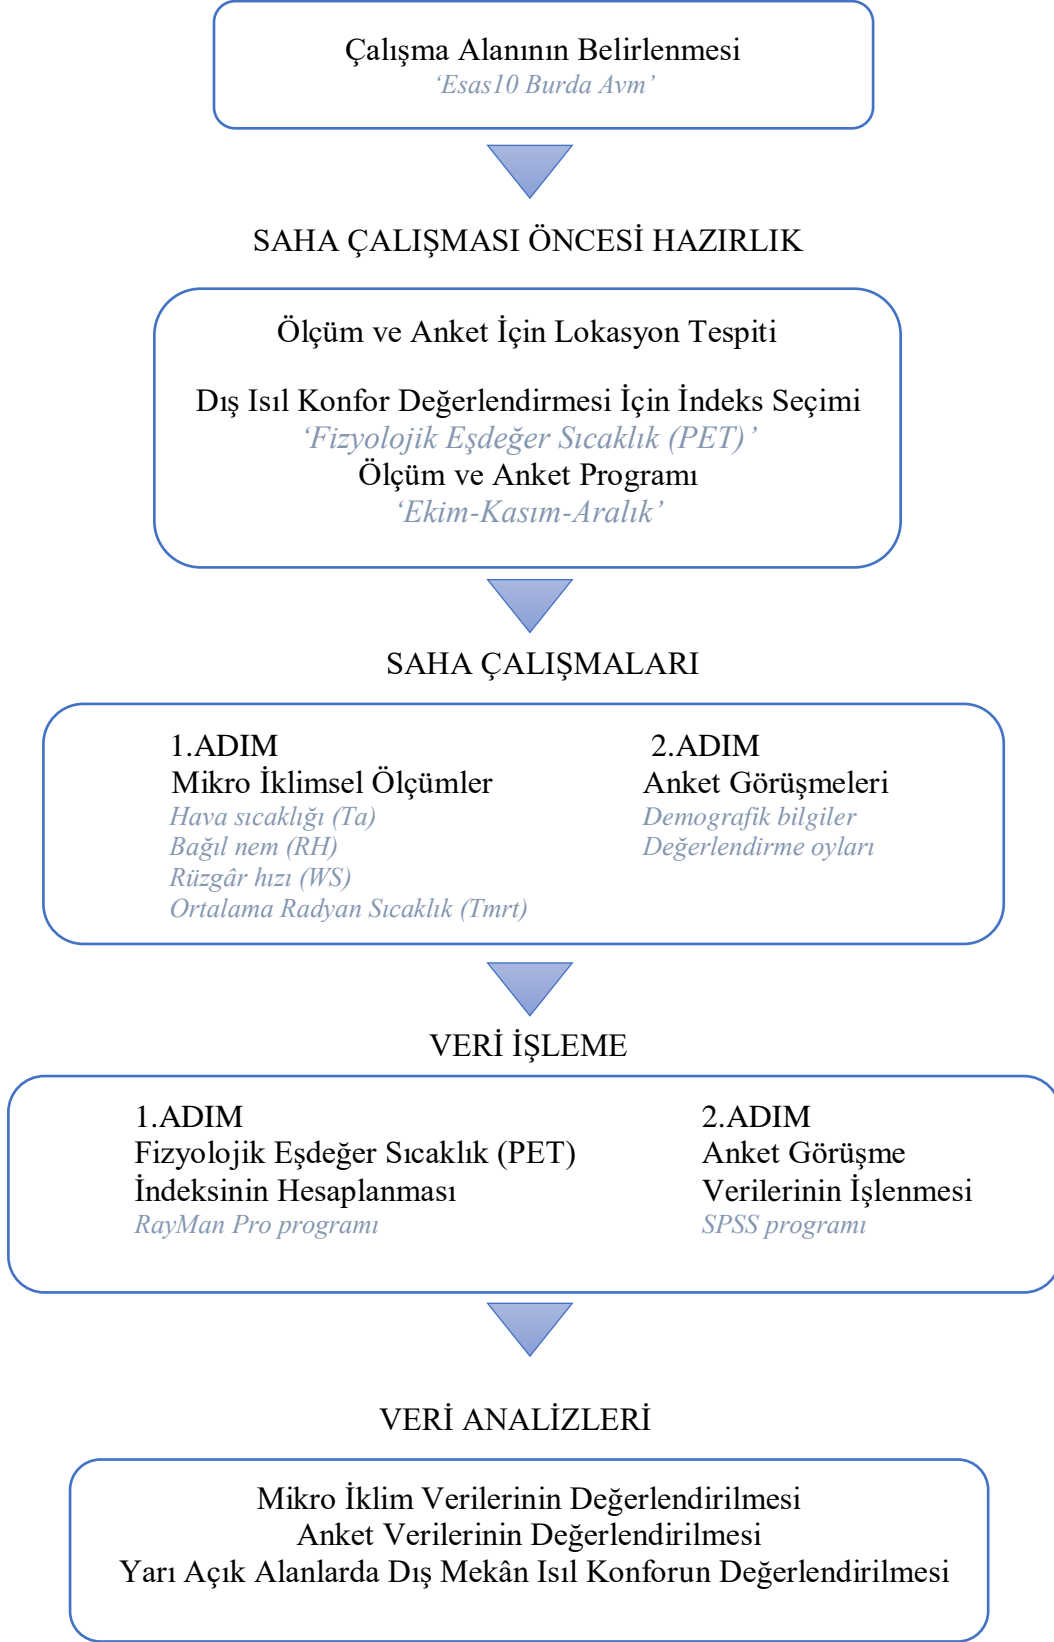 Çalışma Alanının Belirlenmesi
‘Esas10 Burda Avm’
SAHA ÇALIŞMASI ÖNCESİ HAZIRLIK
Ölçüm ve Anket İçin Lokasyon Tespiti
Dış Isıl Konfor Değerlendirmesi İçin İndeks Seçimi
‘Fizyolojik Eşdeğer Sıcaklık (PET)’
Ölçüm ve Anket Programı
‘Ekim-Kasım-Aralık’
SAHA ÇALIŞMALARI
1.ADIM
Mikro İklimsel Ölçümler
Hava sıcaklığı (Ta)
Bağıl nem (RH)
Rüzgâr hızı (WS)
Ortalama Radyan Sıcaklık (Tmrt)
2.ADIM
Anket Görüşmeleri
Demografik bilgiler
Değerlendirme oyları
VERİ İŞLEME
1.ADIM
Fizyolojik Eşdeğer Sıcaklık (PET)
İndeksinin Hesaplanması
RayMan Pro programı
2.ADIM
Anket Görüşme
Verilerinin İşlenmesi
SPSS programı
VERİ ANALİZLERİ
Mikro İklim Verilerinin Değerlendirilmesi
Anket Verilerinin Değerlendirilmesi
Yarı Açık Alanlarda Dış Mekân Isıl Konforun Değerlendirilmesi